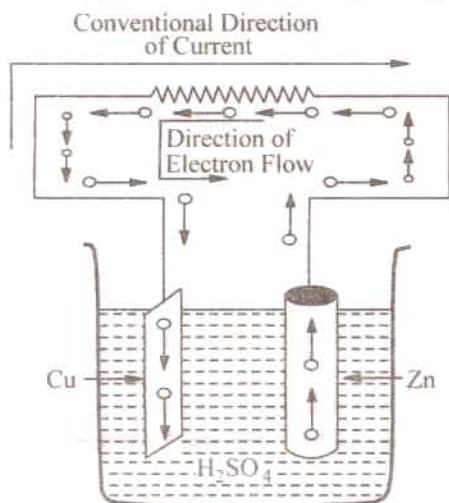 Conventional Direction
of Current
Direction of
Electron Flow
Cu
Zn
H₂SO₄